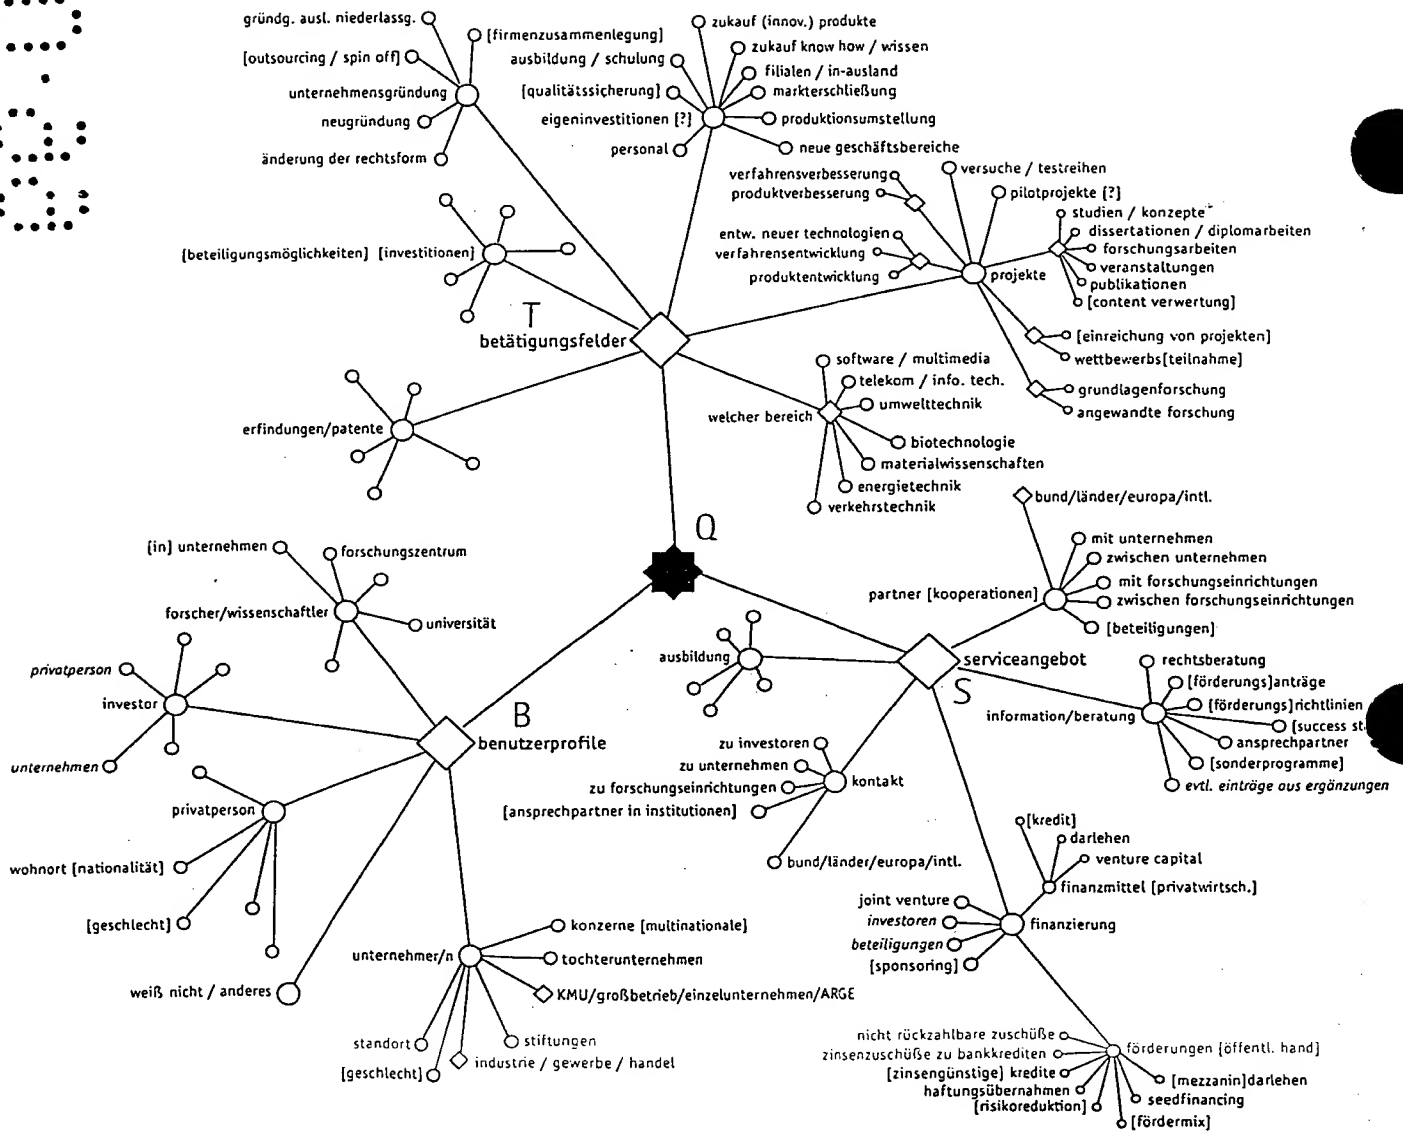 gründg. ausl. niederlassg.
[firmenzusammenlegung]
[outsourcing / spin off]
unternehmensgründung
neugründung
änderung der rechtsform
zukauf (innov.) produkte
zukauf know how / wissen
ausbildung / schulung
filialen / in-ausland
[qualitätssicherung]
markterschließung
eigeninvestitionen [?]
produktionsumstellung
personal
neue geschäftsbereiche
verfahrensverbesserung
produktverbesserung
versuche / testreihen
pilotprojekte [?]
studien / konzepte
dissertationen / diplomarbeiten
forschungsarbeiten
veranstaltungen
publikationen
[content verwertung]
entw. neuer technologien
verfahrensentwicklung
produktentwicklung
projekte
[einreichung von projekten]
wettbewerbs[teilnahme]
grundlagenforschung
angewandte forschung
[beteiligungsmöglichkeiten] [investitionen]
T
betätigungsfelder
erfindungen/patente
software / multimedia
telekom / info. tech.
umwelttechnik
welcher bereich
biotechnologie
materialwissenschaften
energietechnik
verkehrstechnik
Q
bund/länder/europa/intl.
mit unternehmen
zwischen unternehmen
mit forschungseinrichtungen
partner [kooperationen]
zwischen forschungseinrichtungen
[beteiligungen]
[in] unternehmen
forschungszentrum
forscher/wissenschaftler
universität
privatperson
investor
unternehmen
B
benutzerprofile
privatperson
wohnort [nationalität]
[geschlecht]
weiß nicht / anderes
ausbildung
serviceangebot
S
rechtsberatung
[förderungs]anträge
[förderungs]richtlinien
information/beratung
[success st.
ansprechpartner
[sonderprogramme]
evtl. einträge aus ergänzungen
zu investoren
zu unternehmen
kontakt
zu forschungseinrichtungen
[ansprechpartner in institutionen]
bund/länder/europa/intl.
[kredit]
darlehen
venture capital
finanzmittel [privatwirtsch.]
joint venture
investoren
finanzierung
beteiligungen
[sponsoring]
konzerne [multinationale]
unternehmer/n
tochterunternehmen
KMU/großbetrieb/einzelunternehmen/ARGE
standort
stiftungen
industrie / gewerbe / handel
[geschlecht]
nicht rückzahlbare zuschüße
förderungen [öffentl. hand]
zinsenzuschüße zu bankkrediten
[zinsengünstige] kredite
[mezzanin]darlehen
haftungsübernahmen
seedfinancing
[risikoreduktion]
[fördermix]